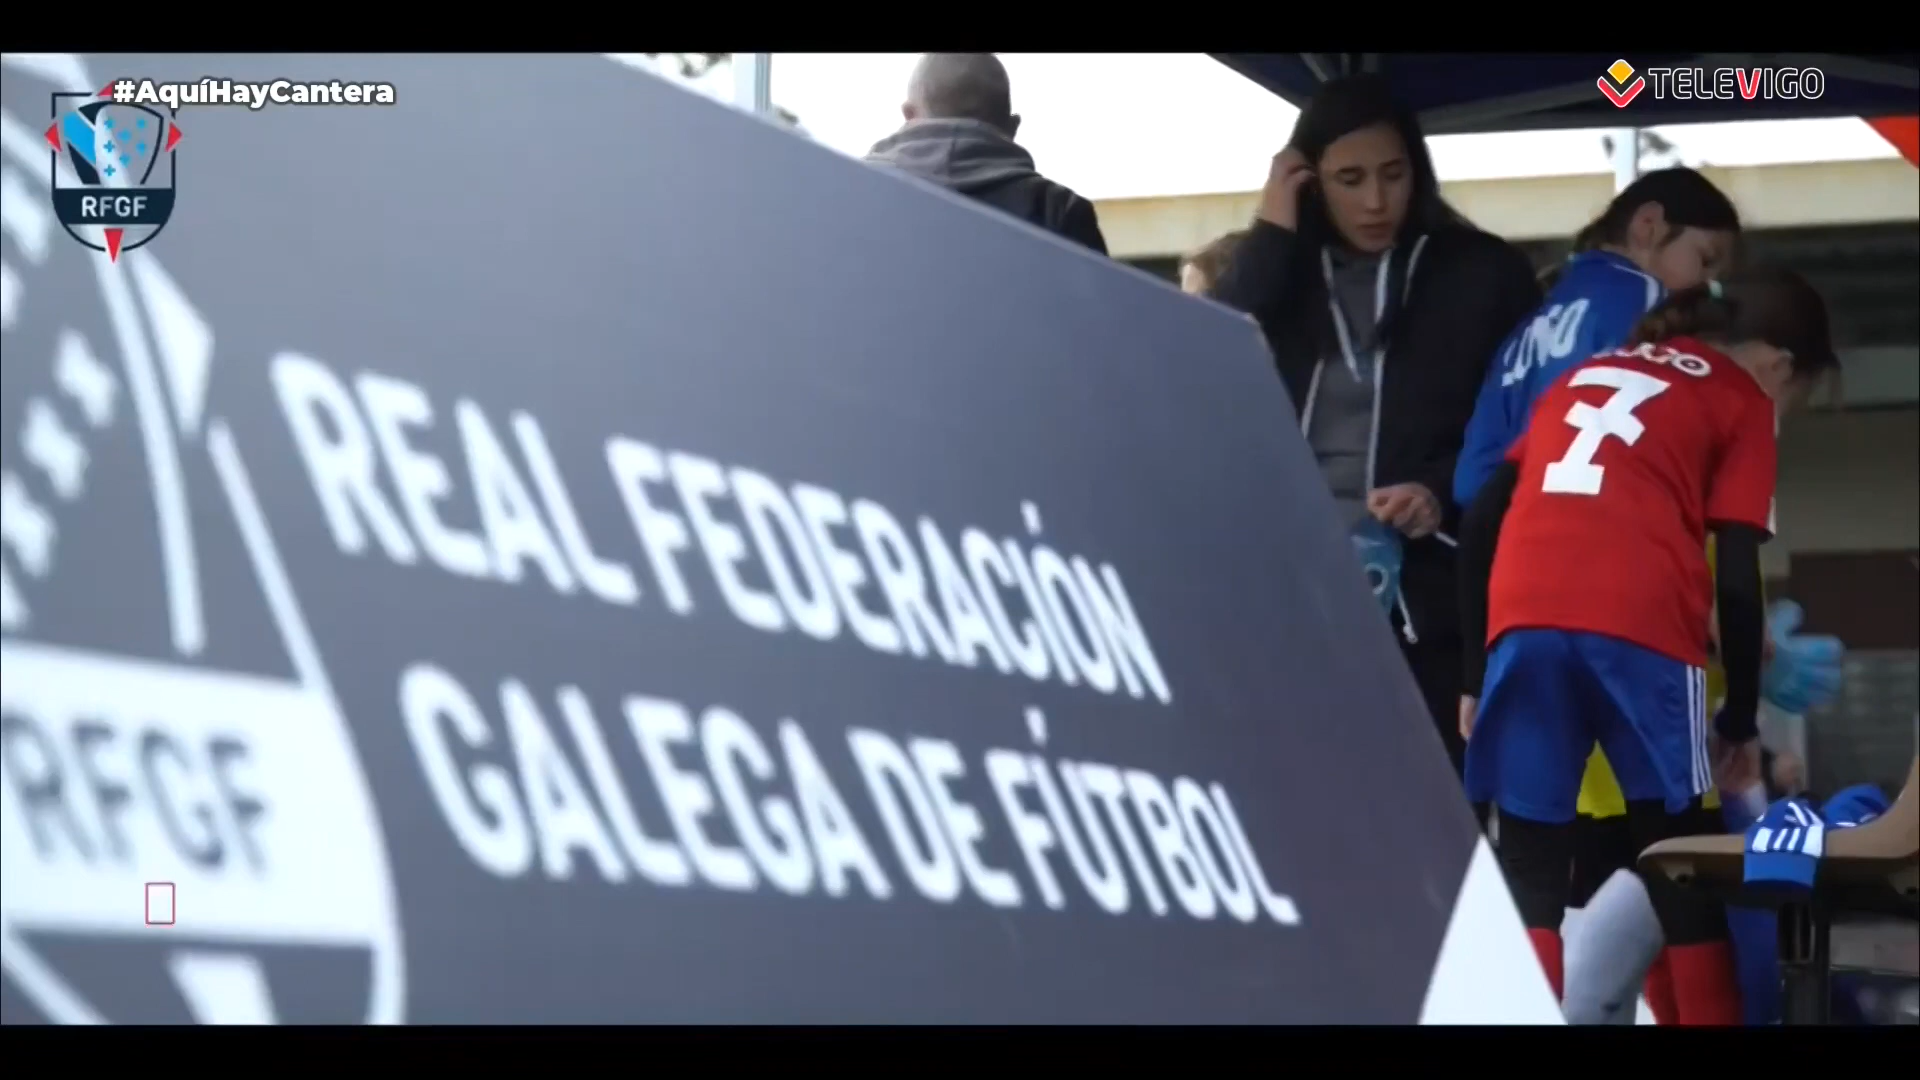 #AquíHayCantera
TELEVIGO
RFGF
REAL FEDERACIÓN
GALEGA DE FÚTBOL
RFGF
7